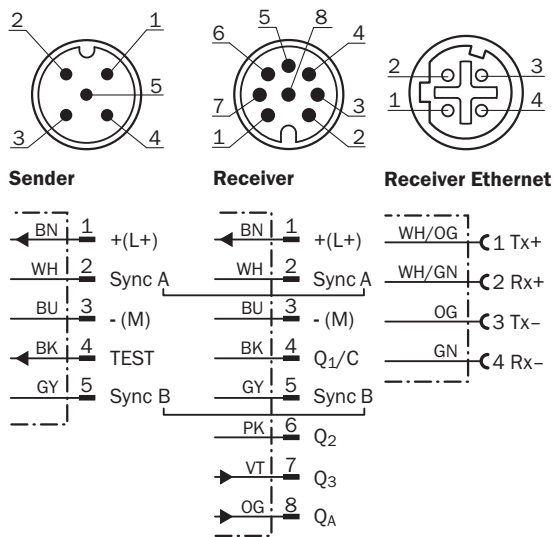 2 1 5 3 4
5 8 6 4 7 3 1 2
2 3 1 4
Sender
BN 1 +(L+)
WH 2 Sync A
BU 3 - (M)
BK 4 TEST
GY 5 Sync B
Receiver
BN 1 +(L+)
WH 2 Sync A
BU 3 - (M)
BK 4 Q1/C
GY 5 Sync B
PK 6 Q2
VT 7 Q3
OG 8 QA
Receiver Ethernet
WH/OG 1 Tx+
WH/GN 2 Rx+
OG 3 Tx–
GN 4 Rx–